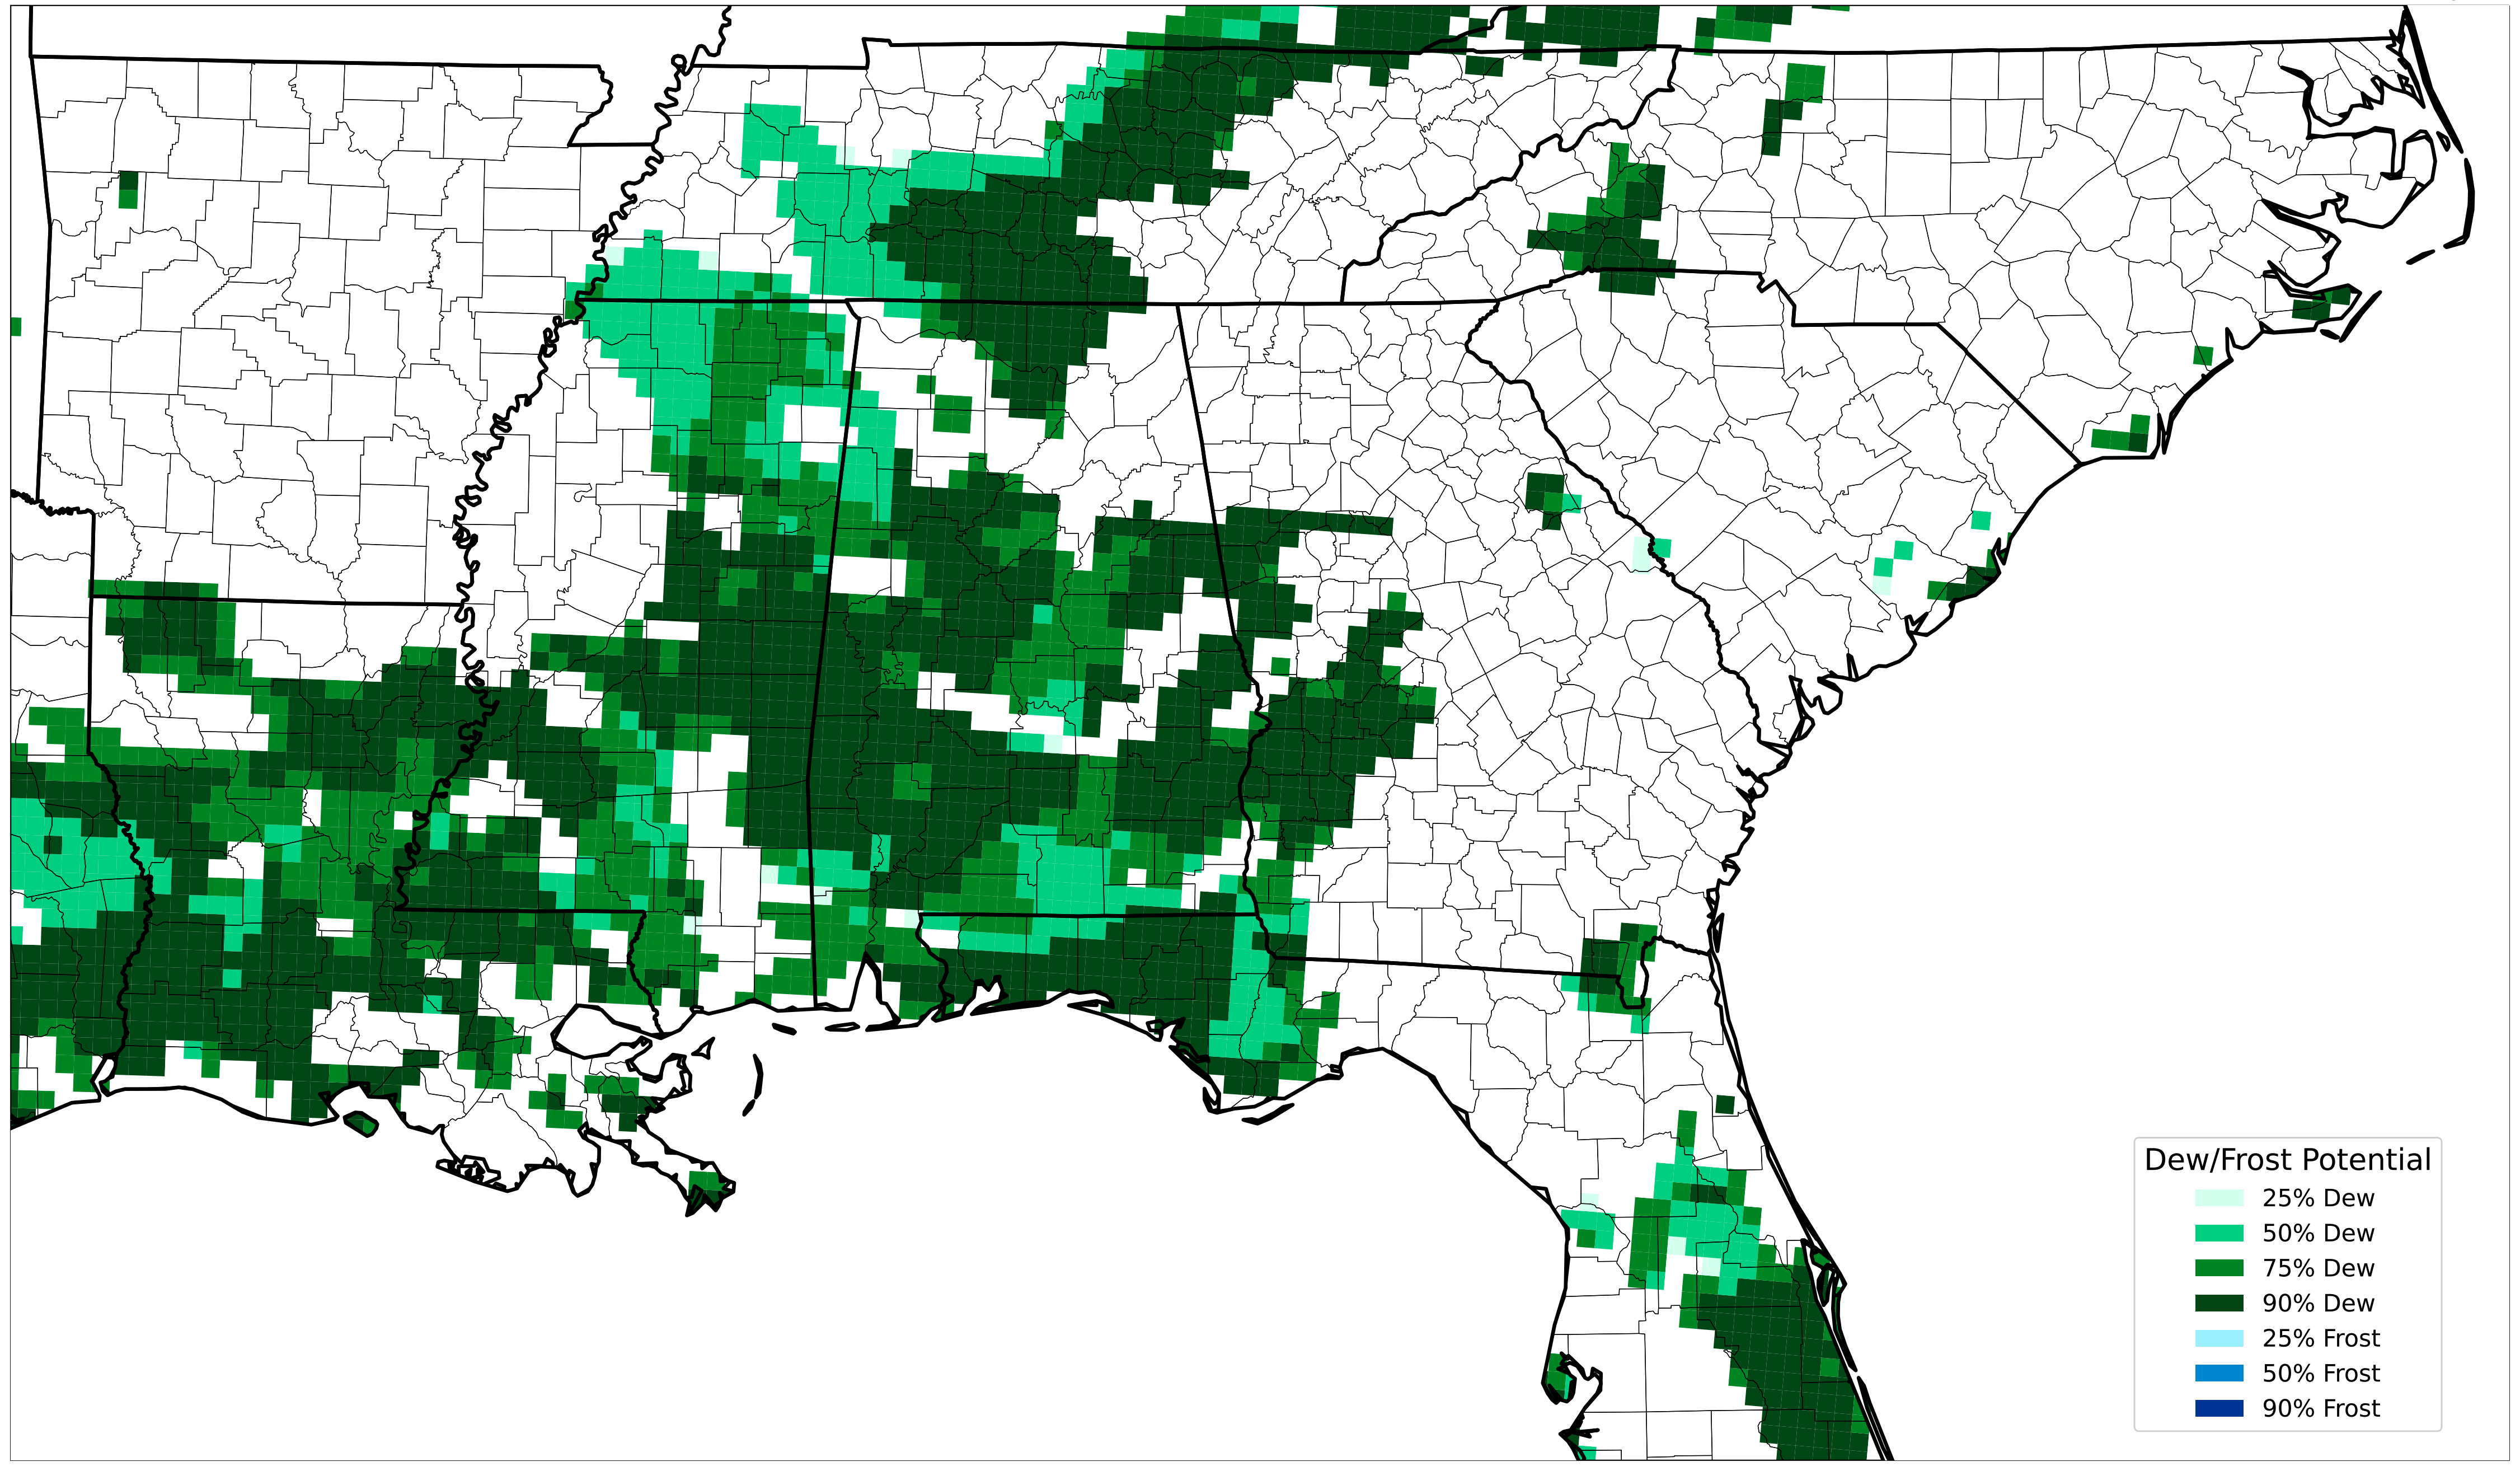 Dew/Frost Potential
25% Dew
50% Dew
75% Dew
90% Dew
25% Frost
50% Frost
90% Frost